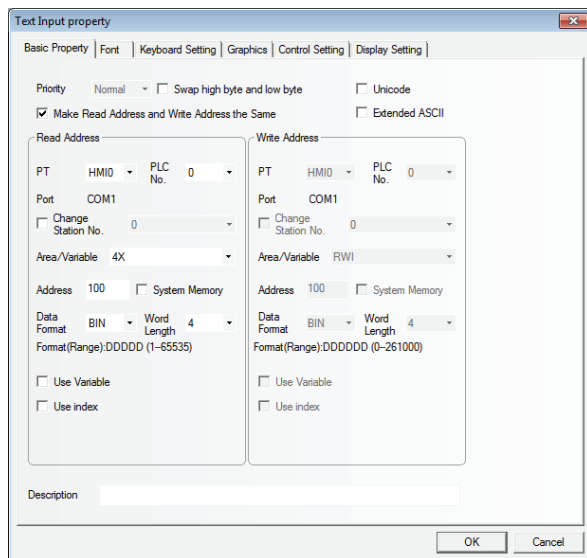 Text Input property
Basic Property Font Keyboard Setting Graphics Control Setting Display Setting
Priority Normal Swap high byte and low byte Unicode
Make Read Address and Write Address the Same Extended ASCII
Read Address Write Address
PT HMI0 PLC No. 0 PT HMI0 PLC No. 0
Port COM1 Port COM1
Change Station No. 0 Change Station No. 0
Area/Variable 4X Area/Variable RWI
Address 100 System Memory Address 100 System Memory
Data Format BIN Word Length 4 Data Format BIN Word Length 4
Format(Range):DDDDD (1--65535) Format(Range):DDDDDD (0--261000)
Use Variable Use Variable
Use index Use index
Description
OK Cancel